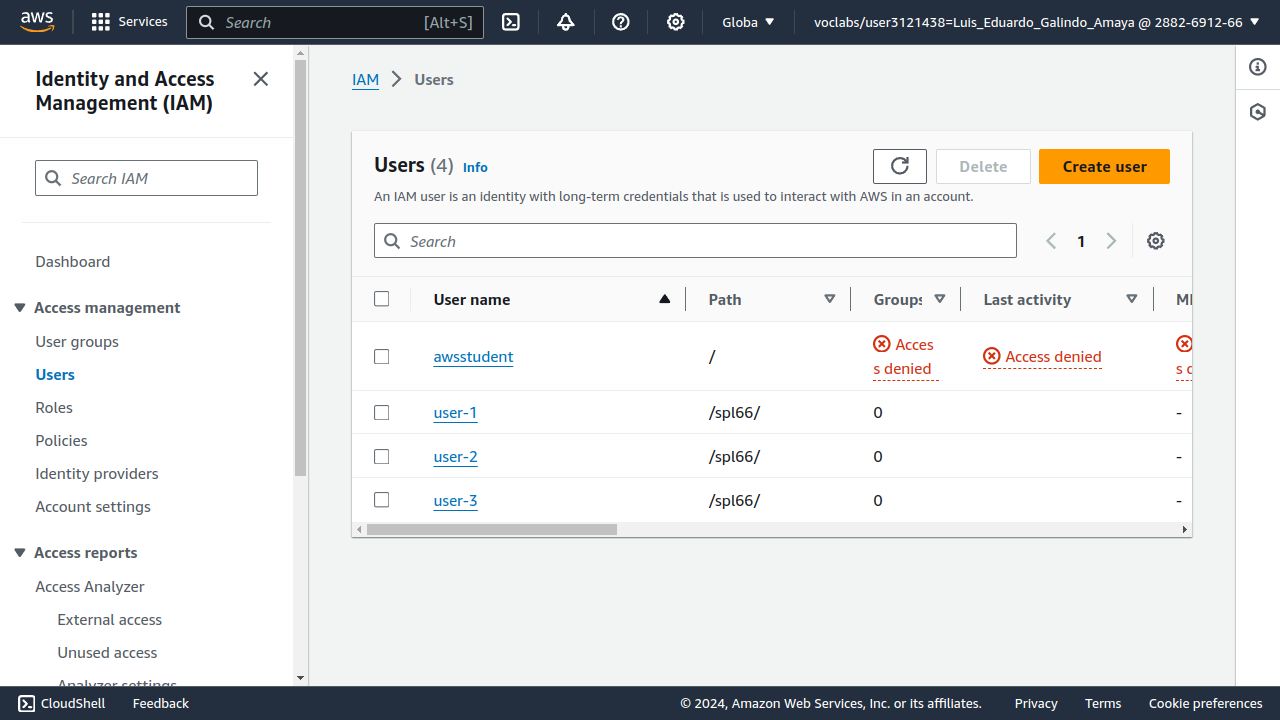 aws
Services
Search [Alt+S]
Globa
voclabs/user3121438=Luis_Eduardo_Galindo_Amaya @ 2882-6912-66
Identity and Access
Management (IAM)
Search IAM
Dashboard
Access management
User groups
Users
Roles
Policies
Identity providers
Account settings
Access reports
Access Analyzer
External access
Unused access
Analyzer settings
IAM > Users
Users (4) Info
Delete
Create user
An IAM user is an identity with long-term credentials that is used to interact with AWS in an account.
Search
1
User name Path Groups Last activity
awsstudent / Acces
s denied Access denied
user-1 /spl66/ 0 -
user-2 /spl66/ 0 -
user-3 /spl66/ 0 -
CloudShell Feedback © 2024, Amazon Web Services, Inc. or its affiliates. Privacy Terms Cookie preferences